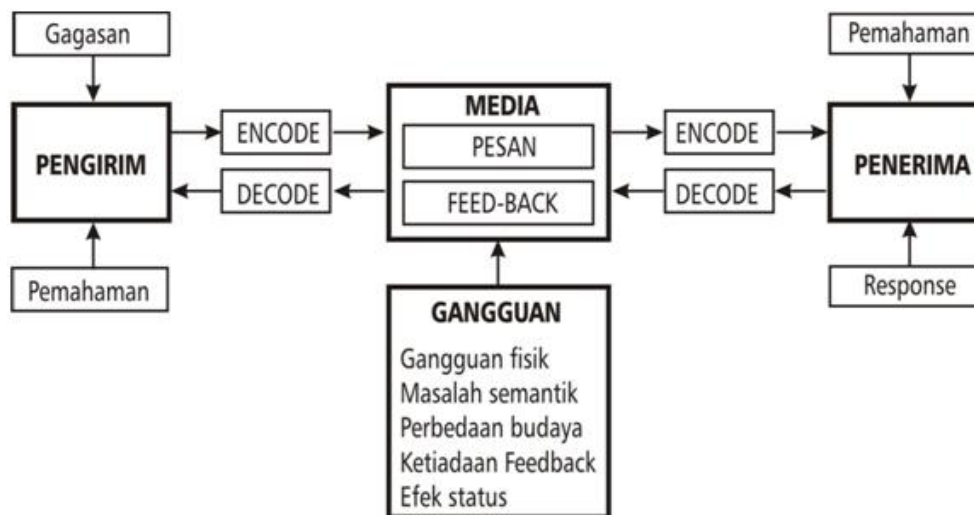 Gagasan
Pemahaman
MEDIA
ENCODE
PESAN
ENCODE
PENGIRIM
PENERIMA
DECODE
FEED-BACK
DECODE
Pemahaman
Response
GANGGUAN
Gangguan fisik
Masalah semantik
Perbedaan budaya
Ketiadaan Feedback
Efek status